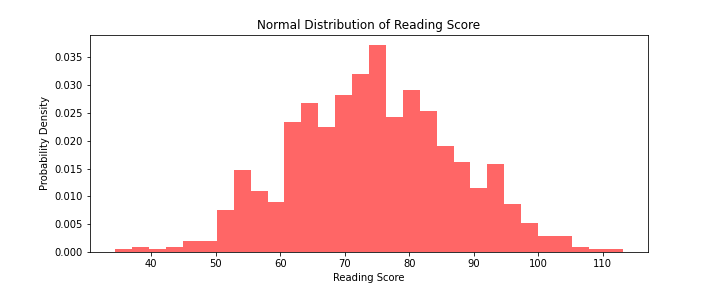 Normal Distribution of Reading Score
Probability Density
0.035
0.030
0.025
0.020
0.015
0.010
0.005
0.000
40 50 60 70 80 90 100 110
Reading Score